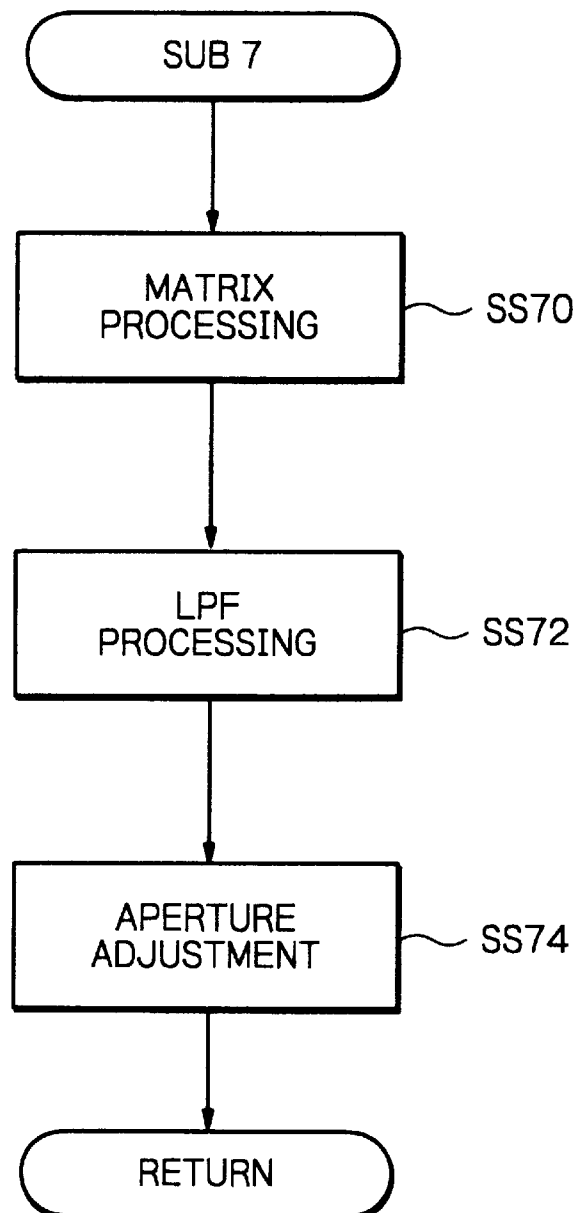 SUB 7
MATRIX
PROCESSING
SS70
LPF
PROCESSING
SS72
APERTURE
ADJUSTMENT
SS74
RETURN